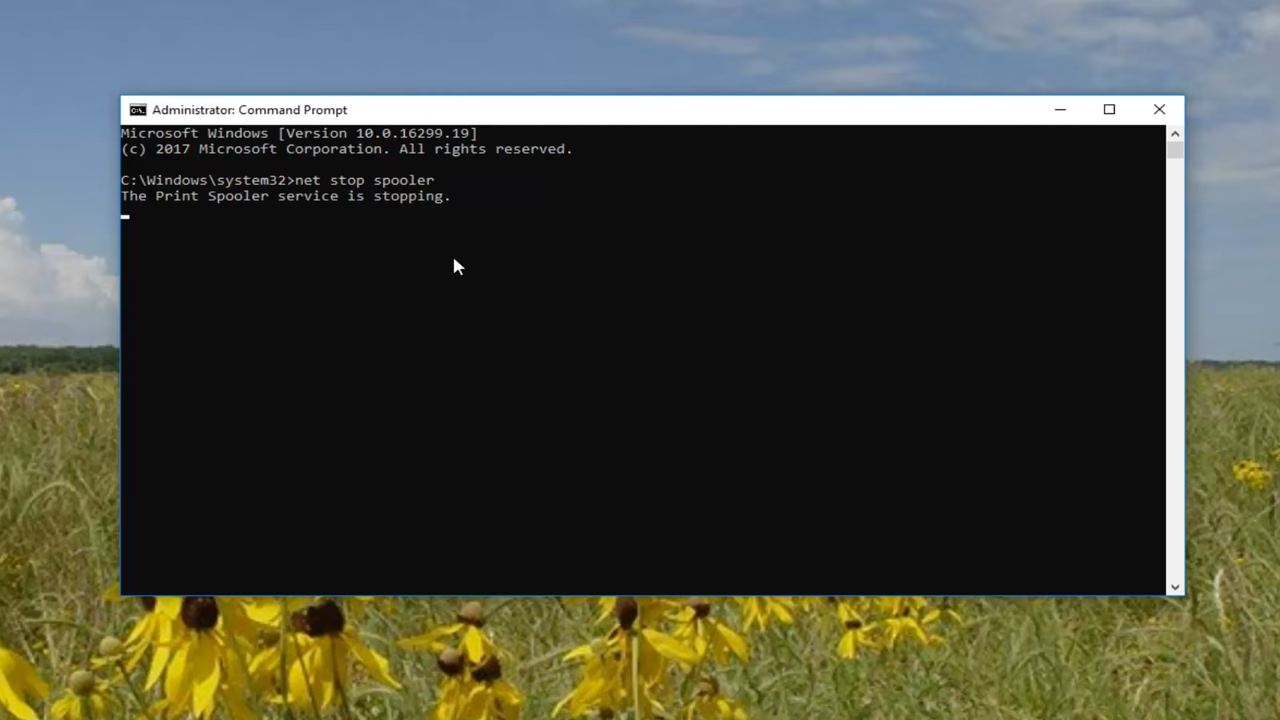 Administrator: Command Prompt
Microsoft Windows [Version 10.0.16299.19]
(c) 2017 Microsoft Corporation. All rights reserved.
C:\Windows\system32>net stop spooler
The Print Spooler service is stopping.